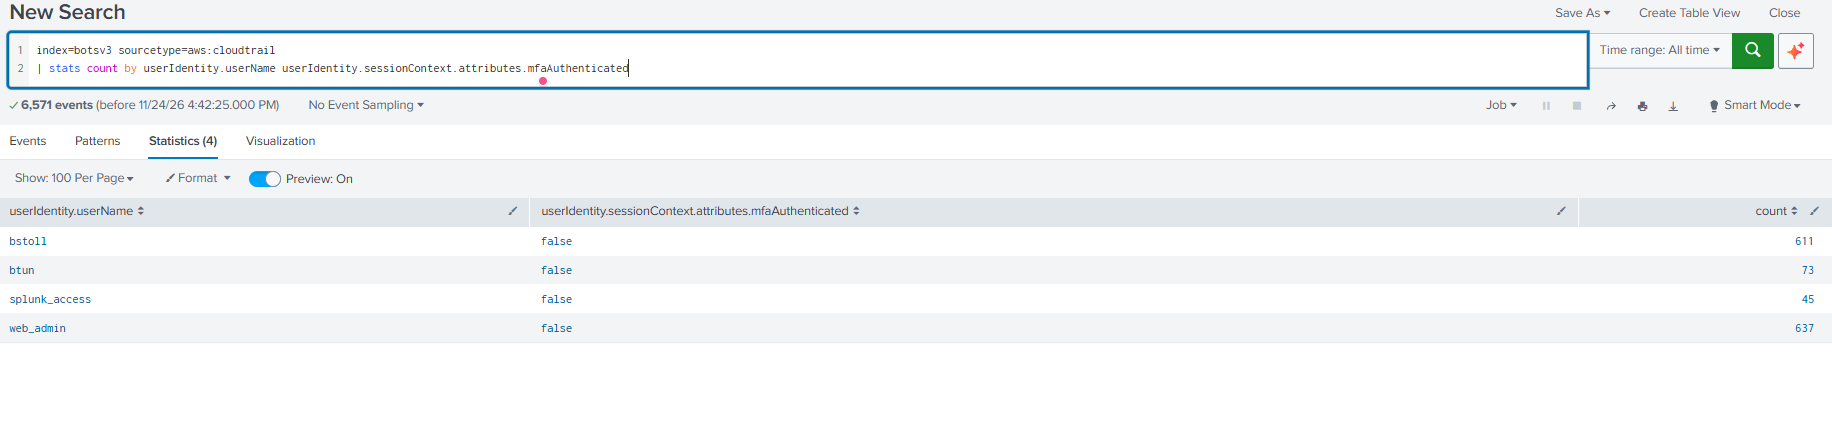 New Search
Save As Create Table View Close
1 index=botsv3 sourcetype=aws:cloudtrail
2 | stats count by userIdentity.userName userIdentity.sessionContext.attributes.mfaAuthenticated
Time range: All time
✓ 6,571 events (before 11/24/26 4:42:25.000 PM) No Event Sampling
Job Smart Mode
Events Patterns Statistics (4) Visualization
Show: 100 Per Page Format Preview: On
userIdentity.userName userIdentity.sessionContext.attributes.mfaAuthenticated count
bstoll false 611
btun false 73
splunk_access false 45
web_admin false 637